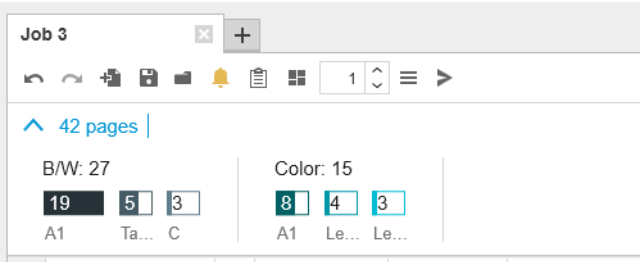 Job 3
1
42 pages
B/W: 27 Color: 15
19 5 3 8 4 3
A1 Ta... C A1 Le... Le...